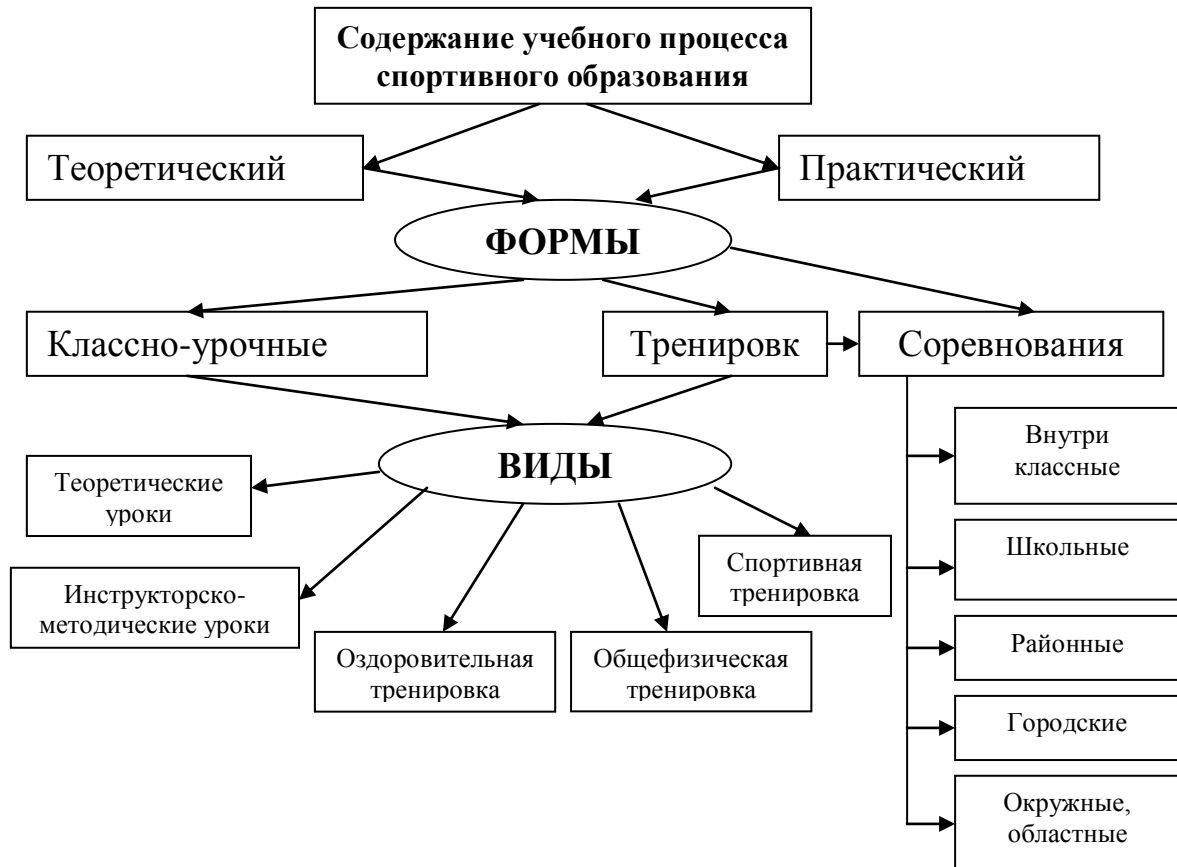 Содержание учебного процесса
спортивного образования
Теоретический
Практический
ФОРМЫ
Классно-урочные
Тренировк
Соревнования
ВИДЫ
Теоретические
уроки
Инструкторско-
методические уроки
Оздоровительная
тренировка
Общефизическая
тренировка
Спортивная
тренировка
Внутри
классные
Школьные
Районные
Городские
Окружные,
областные